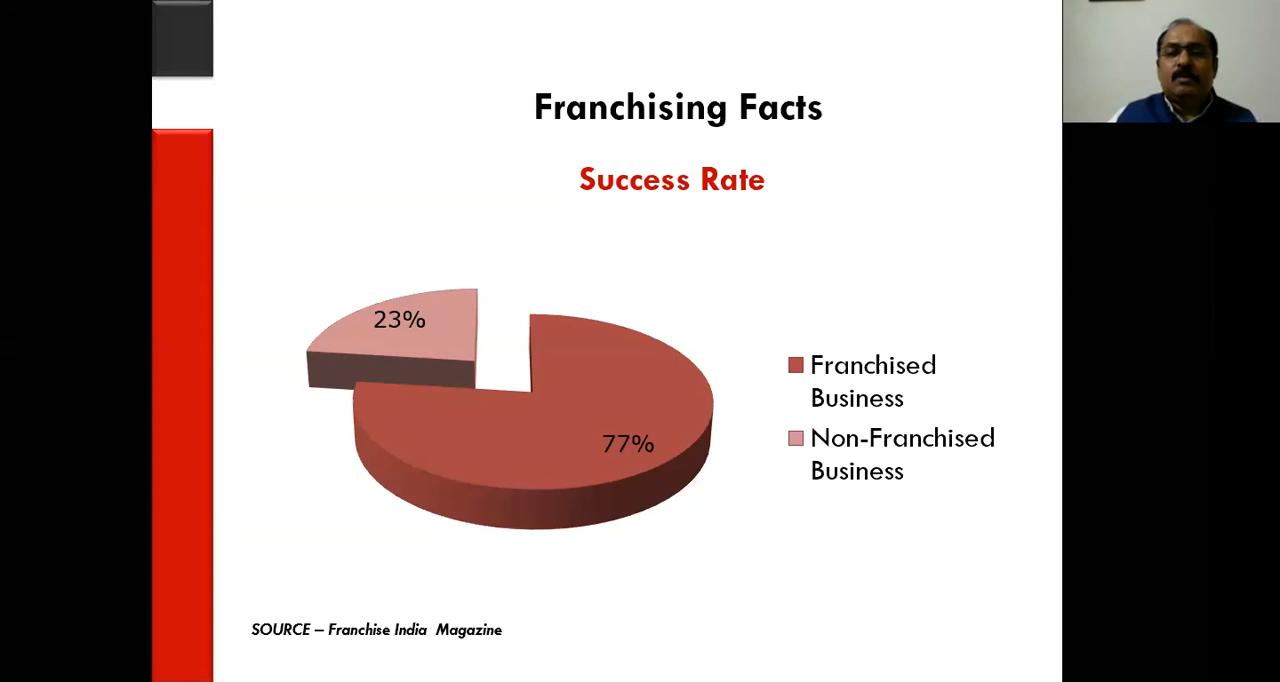 Franchising Facts
Success Rate
23%
77%
Franchised
Business
Non-Franchised
Business
SOURCE – Franchise India Magazine